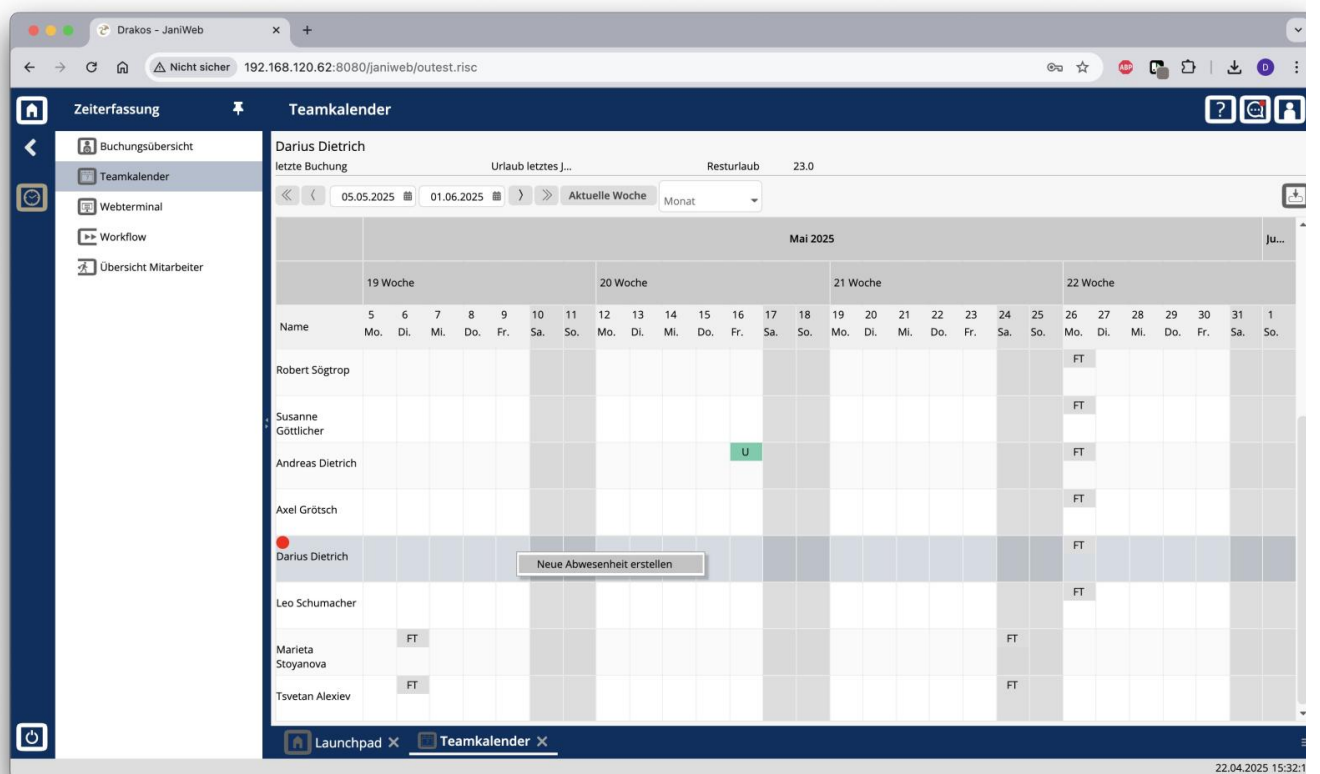 Drakos - JaniWeb
Nicht sicher 192.168.120.62:8080/janiweb/outest.risc
ABP D
Zeiterfassung Teamkalender ?
Buchungsübersicht
Teamkalender
Webterminal
Workflow
Übersicht Mitarbeiter
Darius Dietrich
letzte Buchung Urlaub letztes J... Resturlaub 23.0
05.05.2025 01.06.2025 Aktuelle Woche Monat
Mai 2025 Ju...
19 Woche 20 Woche 21 Woche 22 Woche
5 6 7 8 9 10 11 12 13 14 15 16 17 18 19 20 21 22 23 24 25 26 27 28 29 30 31 1
Name Mo. Di. Mi. Do. Fr. Sa. So. Mo. Di. Mi. Do. Fr. Sa. So. Mo. Di. Mi. Do. Fr. Sa. So. Mo. Di. Mi. Do. Fr. Sa. So.
Robert Sögtrop FT
Susanne FT
Göttlicher
Andreas Dietrich U FT
Axel Grötsch FT
Darius Dietrich FT
Neue Abwesenheit erstellen
Leo Schumacher FT
Marieta FT FT
Stoyanova
Tsvetan Alexiev FT FT
Launchpad Teamkalender
22.04.2025 15:32:1